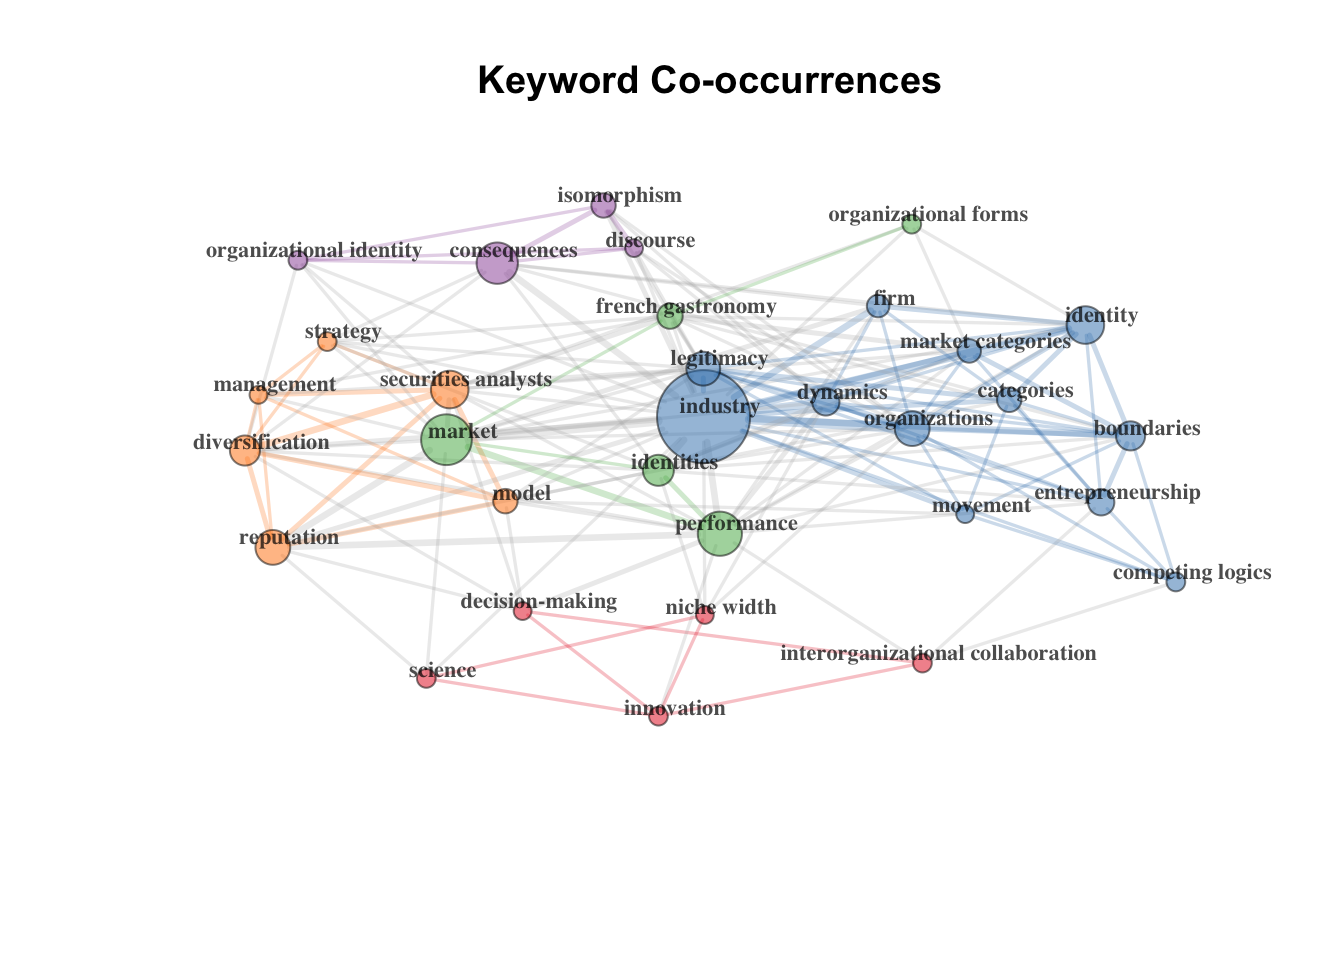 Keyword Co-occurrences
isomorphism
organizational forms
discourse
organizational identity
consequences
firm
french gastronomy
identity
strategy
market categories
legitimacy
securities analysts
management
categories
dynamics
industry
organizations
boundaries
market
diversification
identities
model
entrepreneurship
movement
performance
reputation
competing logics
decision-making
niche width
interorganizational collaboration
science
innovation